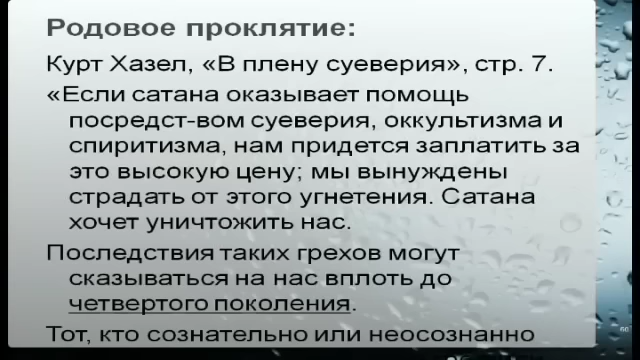 Родовое проклятие:
Курт Хазел, «В плену суеверия», стр. 7.
«Если сатана оказывает помощь
посредст-вом суеверия, оккультизма и
спиритизма, нам придется заплатить за
это высокую цену; мы вынуждены
страдать от этого угнетения. Сатана
хочет уничтожить нас.
Последствия таких грехов могут
сказываться на нас вплоть до
четвертого поколения.
Тот, кто сознательно или неосознанно